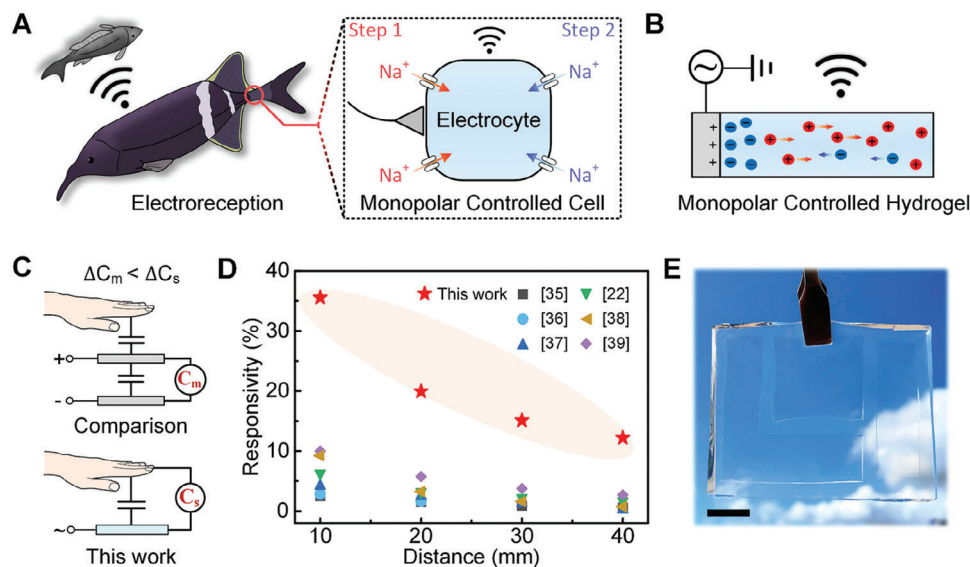 A
Step 1
Step 2
Na⁺
Na⁺
Electrocyte
Na⁺
Na⁺
Electroreception
Monopolar Controlled Cell
B
Monopolar Controlled Hydrogel
C
ΔCₘ < ΔCₛ
+
Cₘ
-
Comparison
Cₛ
~
This work
D
Responsivity (%)
40
30
20
10
0
This work
[35]
[22]
[36]
[38]
[37]
[39]
10
20
30
40
Distance (mm)
E